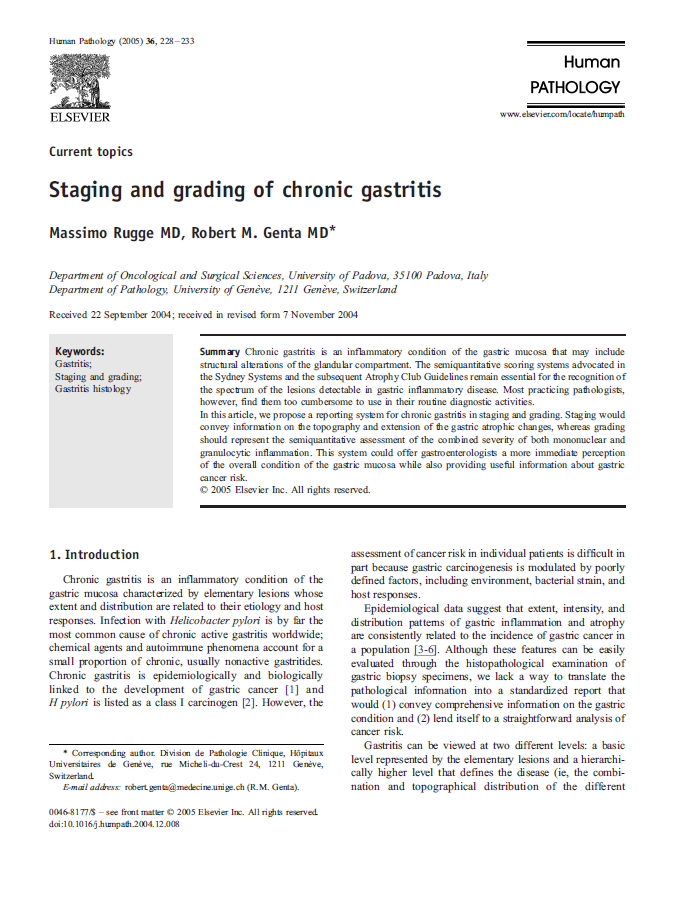 Human Pathology (2005) 36, 228–233
ELSEVIER
Human
PATHOLOGY
www.elsevier.com/locate/humpath
Current topics
Staging and grading of chronic gastritis
Massimo Rugge MD, Robert M. Genta MD*
Department of Oncological and Surgical Sciences, University of Padova, 35100 Padova, Italy
Department of Pathology, University of Genève, 1211 Genève, Switzerland
Received 22 September 2004; received in revised form 7 November 2004
Keywords:
Gastritis;
Staging and grading;
Gastritis histology
Summary Chronic gastritis is an inflammatory condition of the gastric mucosa that may include
structural alterations of the glandular compartment. The semiquantitative scoring systems advocated in
the Sydney Systems and the subsequent Atrophy Club Guidelines remain essential for the recognition of
the spectrum of the lesions detectable in gastric inflammatory disease. Most practicing pathologists,
however, find them too cumbersome to use in their routine diagnostic activities.
In this article, we propose a reporting system for chronic gastritis in staging and grading. Staging would
convey information on the topography and extension of the gastric atrophic changes, whereas grading
should represent the semiquantitative assessment of the combined severity of both mononuclear and
granulocytic inflammation. This system could offer gastroenterologists a more immediate perception
of the overall condition of the gastric mucosa while also providing useful information about gastric
cancer risk.
© 2005 Elsevier Inc. All rights reserved.
1. Introduction
Chronic gastritis is an inflammatory condition of the
gastric mucosa characterized by elementary lesions whose
extent and distribution are related to their etiology and host
responses. Infection with Helicobacter pylori is by far the
most common cause of chronic active gastritis worldwide;
chemical agents and autoimmune phenomena account for a
small proportion of chronic, usually nonactive gastritides.
Chronic gastritis is epidemiologically and biologically
linked to the development of gastric cancer [1] and
H pylori is listed as a class I carcinogen [2]. However, the
* Corresponding author. Division de Pathologie Clinique, Hôpitaux
Universitaires de Genève, rue Micheli-du-Crest 24, 1211 Genève,
Switzerland.
E-mail address: robert.genta@medecine.unige.ch (R.M. Genta).
assessment of cancer risk in individual patients is difficult in
part because gastric carcinogenesis is modulated by poorly
defined factors, including environment, bacterial strain, and
host responses.
Epidemiological data suggest that extent, intensity, and
distribution patterns of gastric inflammation and atrophy
are consistently related to the incidence of gastric cancer in
a population [3-6]. Although these features can be easily
evaluated through the histopathological examination of
gastric biopsy specimens, we lack a way to translate the
pathological information into a standardized report that
would (1) convey comprehensive information on the gastric
condition and (2) lend itself to a straightforward analysis of
cancer risk.
Gastritis can be viewed at two different levels: a basic
level represented by the elementary lesions and a hierarchi-
cally higher level that defines the disease (ie, the combi-
nation and topographical distribution of the different
0046-8177/$ – see front matter © 2005 Elsevier Inc. All rights reserved.
doi:10.1016/j.humpath.2004.12.008